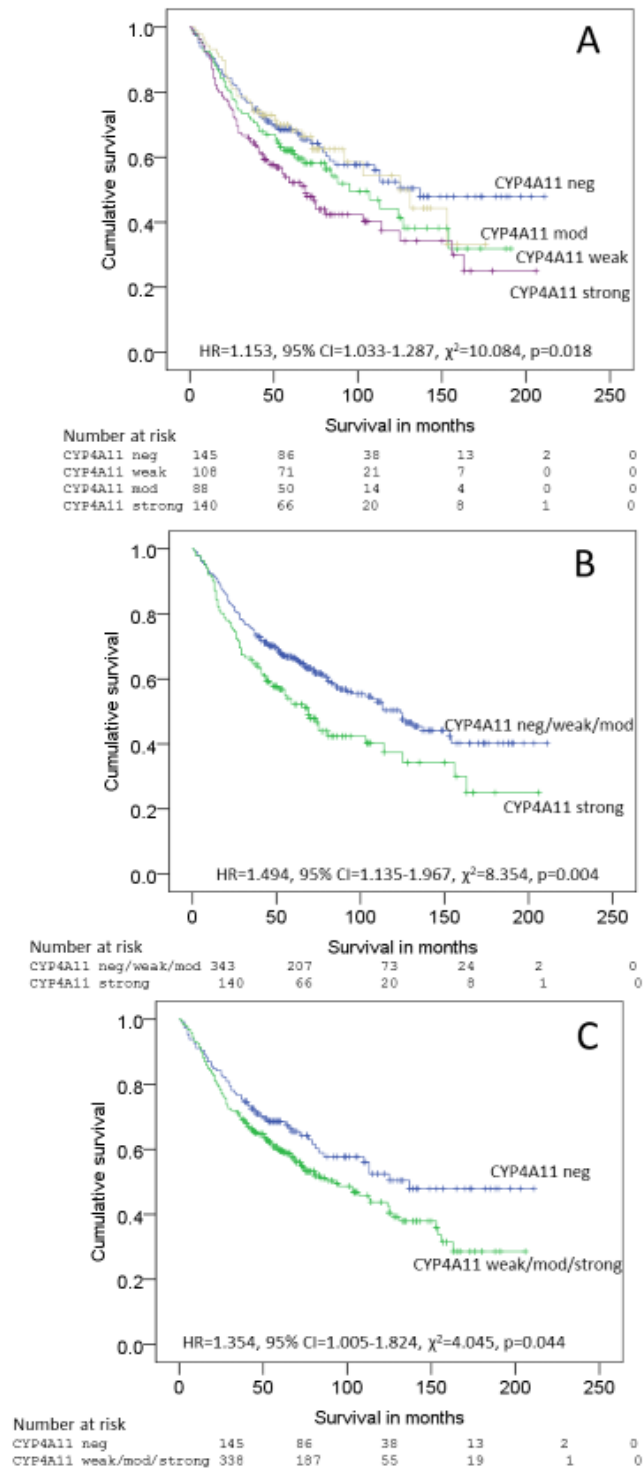 A
1.0
0.8
0.6
0.4
0.2
0.0
Cumulative survival
CYP4A11 neg
CYP4A11 mod
CYP4A11 weak
CYP4A11 strong
HR=1.153, 95% CI=1.033-1.287, χ²=10.084, p=0.018
0 50 100 150 200 250
Survival in months
Number at risk
CYP4A11 neg 145 86 38 13 2 0
CYP4A11 weak 108 71 21 7 0 0
CYP4A11 mod 88 50 14 4 0 0
CYP4A11 strong 140 66 20 8 1 0
B
1.0
0.8
0.6
0.4
0.2
0.0
Cumulative survival
CYP4A11 neg/weak/mod
CYP4A11 strong
HR=1.494, 95% CI=1.135-1.967, χ²=8.354, p=0.004
0 50 100 150 200 250
Survival in months
Number at risk
CYP4A11 neg/weak/mod 343 207 73 24 2 0
CYP4A11 strong 140 66 20 8 1 0
C
1.0
0.8
0.6
0.4
0.2
0.0
Cumulative survival
CYP4A11 neg
CYP4A11 weak/mod/strong
HR=1.354, 95% CI=1.005-1.824, χ²=4.045, p=0.044
0 50 100 150 200 250
Survival in months
Number at risk
CYP4A11 neg 145 86 38 13 2 0
CYP4A11 weak/mod/strong 338 187 55 19 1 0